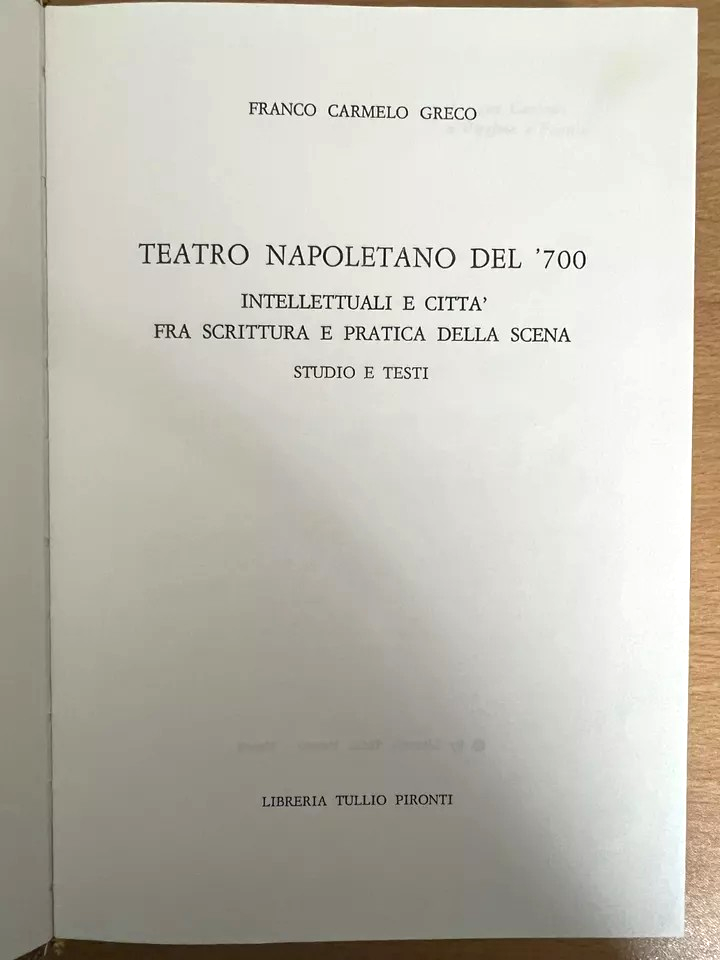 FRANCO CARMELO GRECO
TEATRO NAPOLETANO DEL '700
INTELLETTUALI E CITTA'
FRA SCRITTURA E PRATICA DELLA SCENA
STUDIO E TESTI
LIBRERIA TULLIO PIRONTI